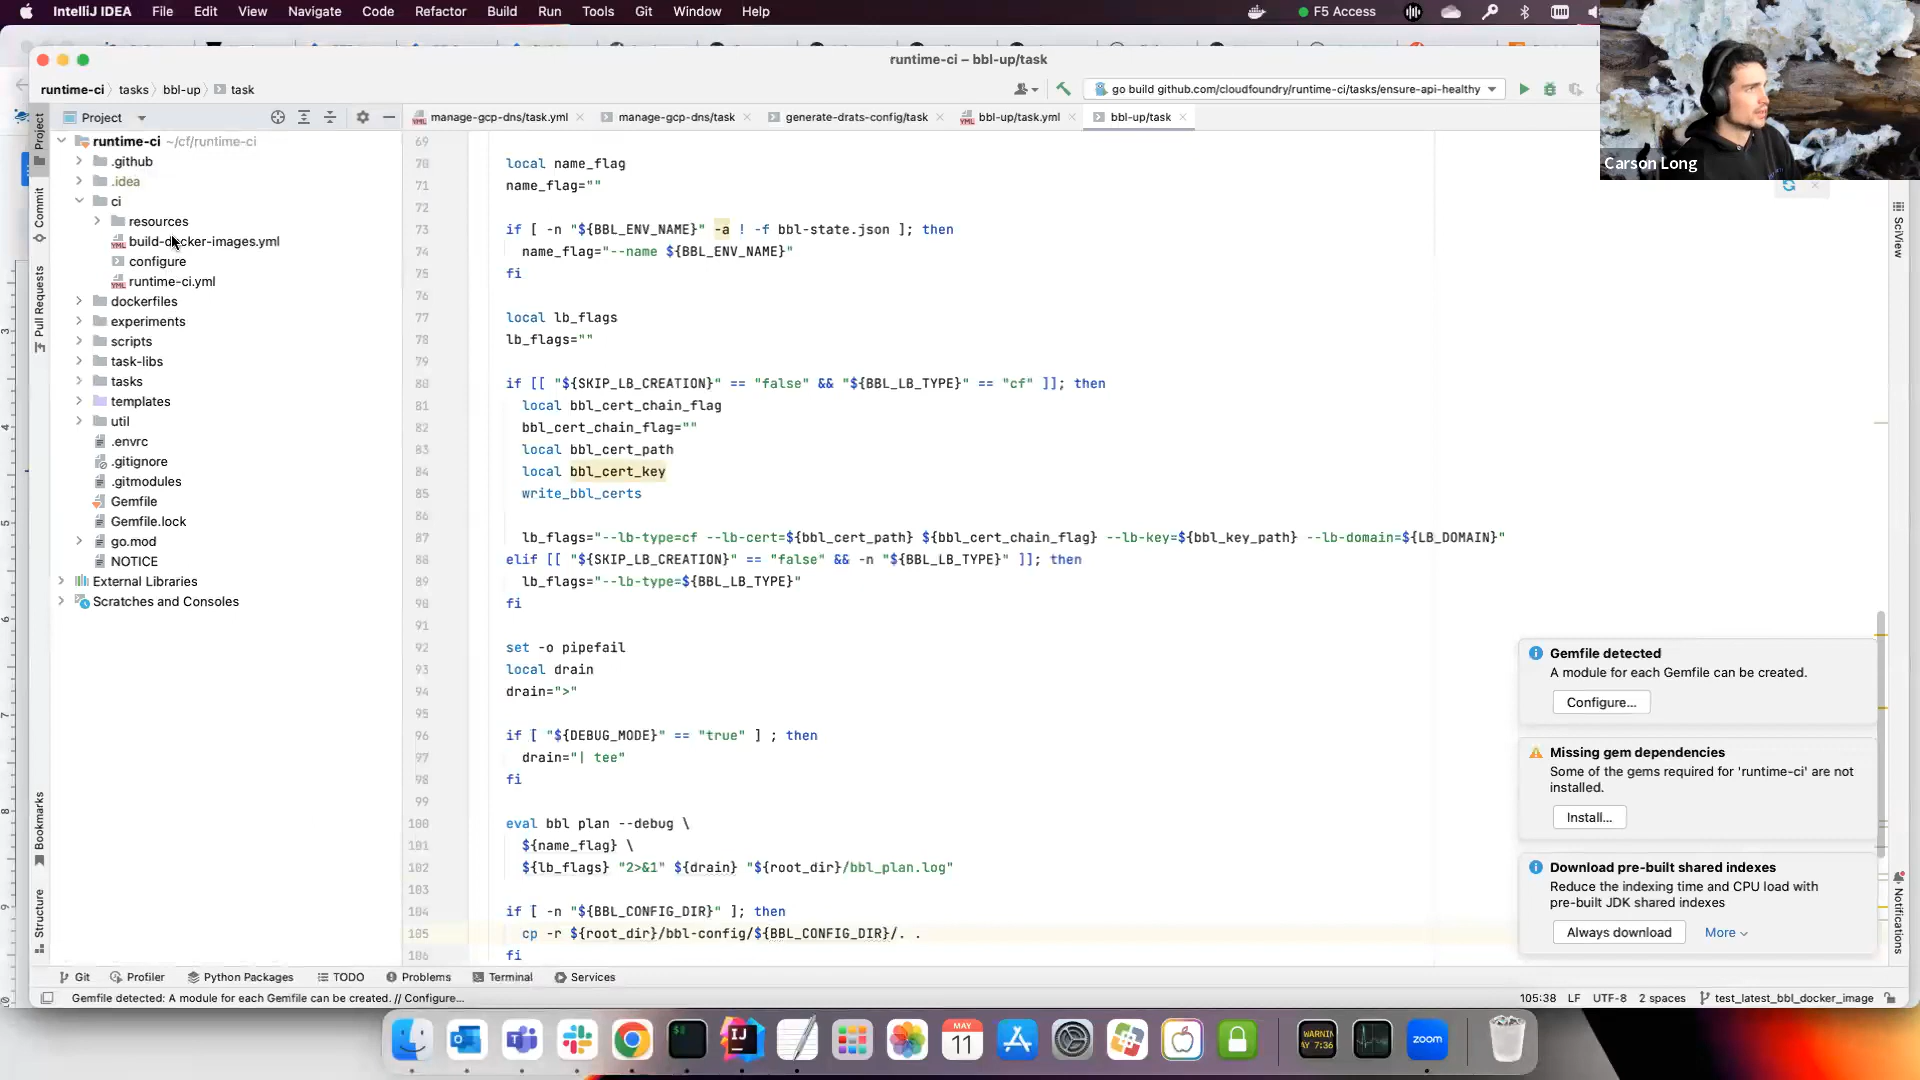 IntelliJ IDEA File Edit View Navigate Code Refactor Build Run Tools Git Window Help F5 Access
runtime-ci – bbl-up/task
runtime-ci tasks bbl-up task
go build github.com/cloudfoundry/runtime-ci/tasks/ensure-api-healthy
Carson Long
Project
manage-gcp-dns/task.yml manage-gcp-dns/task generate-drats-config/task bbl-up/task.yml bbl-up/task
runtime-ci ~/cf/runtime-ci
.github
.idea
ci
resources
build-docker-images.yml
configure
runtime-ci.yml
dockerfiles
experiments
scripts
task-libs
tasks
templates
util
.envrc
.gitignore
.gitmodules
Gemfile
Gemfile.lock
go.mod
NOTICE
External Libraries
Scratches and Consoles
Project
Commit
Pull Requests
Bookmarks
Structure
69
70 local name_flag
71 name_flag=""
72
73 if [ -n "${BBL_ENV_NAME}" -a ! -f bbl-state.json ]; then
74 name_flag="--name ${BBL_ENV_NAME}"
75 fi
76
77 local lb_flags
78 lb_flags=""
79
80 if [[ "${SKIP_LB_CREATION}" == "false" && "${BBL_LB_TYPE}" == "cf" ]]; then
81 local bbl_cert_chain_flag
82 bbl_cert_chain_flag=""
83 local bbl_cert_path
84 local bbl_cert_key
85 write_bbl_certs
86
87 lb_flags="--lb-type=cf --lb-cert=${bbl_cert_path} ${bbl_cert_chain_flag} --lb-key=${bbl_key_path} --lb-domain=${LB_DOMAIN}"
88 elif [[ "${SKIP_LB_CREATION}" == "false" && -n "${BBL_LB_TYPE}" ]]; then
89 lb_flags="--lb-type=${BBL_LB_TYPE}"
90 fi
91
92 set -o pipefail
93 local drain
94 drain=">"
95
96 if [ "${DEBUG_MODE}" == "true" ] ; then
97 drain="| tee"
98 fi
99
100 eval bbl plan --debug \
101 ${name_flag} \
102 ${lb_flags} "2>&1" ${drain} "${root_dir}/bbl_plan.log"
103
104 if [ -n "${BBL_CONFIG_DIR}" ]; then
105 cp -r ${root_dir}/bbl-config/${BBL_CONFIG_DIR}/. .
106 fi
SciView
Notifications
Gemfile detected
A module for each Gemfile can be created.
Configure...
Missing gem dependencies
Some of the gems required for 'runtime-ci' are not
installed.
Install...
Download pre-built shared indexes
Reduce the indexing time and CPU load with
pre-built JDK shared indexes
Always download More
Git Profiler Python Packages TODO Problems Terminal Services
Gemfile detected: A module for each Gemfile can be created. // Configure...
105:38 LF UTF-8 2 spaces test_latest_bbl_docker_image
MAY
11
zoom